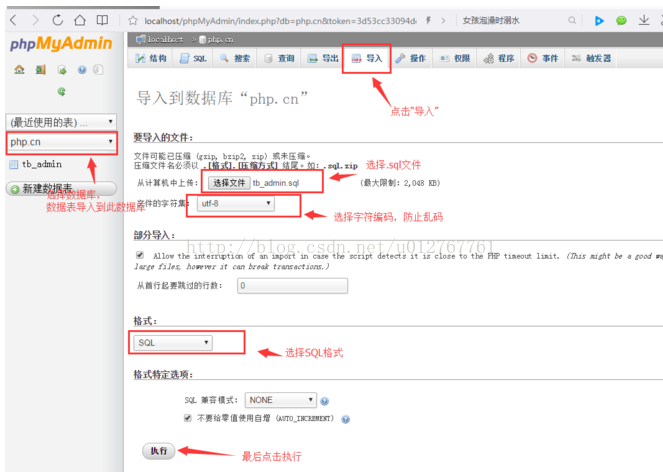 localhost/phpMyAdmin/index.php?db=php.cn&token=3d53cc33094d
女孩泡澡时溺水
phpMyAdmin
localhost » php.cn
结构 SQL 搜索 查询 导出 导入 操作 权限 程序 事件 触发器
导入到数据库“php.cn”
点击"导入"
(最近使用的表) ...
php.cn
tb_admin
新建数据表
选择数据库,
数据表导入到此数据库
要导入的文件:
文件可能已压缩 (gzip, bzip2, zip) 或未压缩。
压缩文件名必须以 .[格式].[压缩方式] 结尾。如: .sql.zip
选择.sql文件
从计算机中上传: 选择文件 tb_admin.sql (最大限制: 2,048 KB)
文件的字符集: utf-8
选择字符编码,防止乱码
部分导入:
http://blog.csdn.net/u012767761
Allow the interruption of an import in case the script detects it is close to the PHP timeout limit. (This might be a good wa
large files, however it can break transactions.)
从首行起要跳过的行数: 0
格式:
SQL
选择SQL格式
格式特定选项:
SQL 兼容模式: NONE
不要给零值使用自增 (AUTO_INCREMENT)
执行
最后点击执行